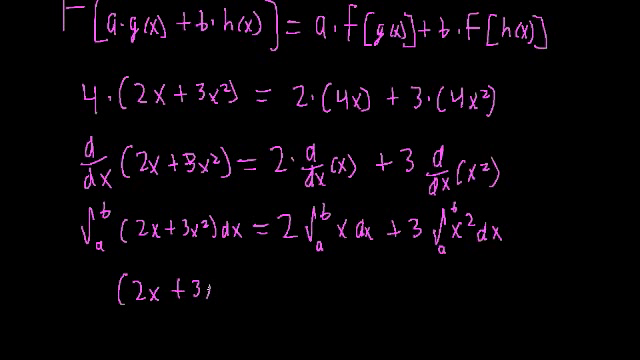 F[a·g(x) + b·h(x)] = a·f[g(x)] + b·F[h(x)]
4·(2x + 3x²) = 2·(4x) + 3·(4x²)
d/dx (2x + 3x²) = 2·d/dx(x) + 3 d/dx(x²)
∫ₐᵇ (2x + 3x²) dx = 2 ∫ₐᵇ x dx + 3 ∫ₐᵇ x² dx
(2x + 3